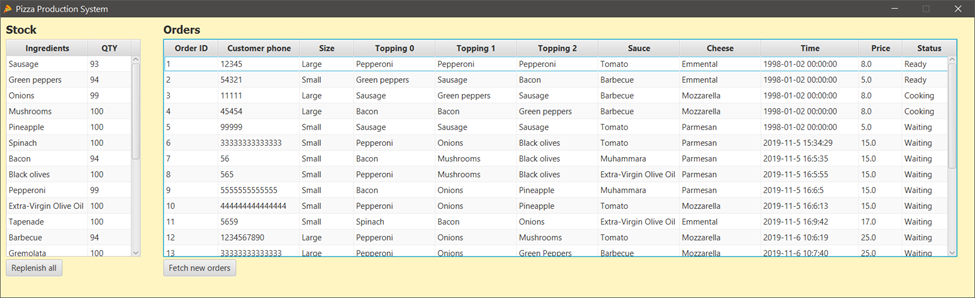 Pizza Production System
Stock
Ingredients QTY
Sausage 93
Green peppers 94
Onions 99
Mushrooms 100
Pineapple 100
Spinach 100
Bacon 94
Black olives 100
Pepperoni 99
Extra-Virgin Olive Oil 100
Tapenade 100
Barbecue 94
Gremolata 100
Replenish all
Orders
Order ID Customer phone Size Topping 0 Topping 1 Topping 2 Sauce Cheese Time Price Status
1 12345 Large Pepperoni Pepperoni Pepperoni Tomato Emmental 1998-01-02 00:00:00 8.0 Ready
2 54321 Small Green peppers Sausage Bacon Barbecue Emmental 1998-01-02 00:00:00 5.0 Ready
3 11111 Large Sausage Green peppers Sausage Barbecue Mozzarella 1998-01-02 00:00:00 8.0 Cooking
4 45454 Large Bacon Bacon Green peppers Barbecue Mozzarella 1998-01-02 00:00:00 8.0 Cooking
5 99999 Small Sausage Sausage Sausage Tomato Parmesan 1998-01-02 00:00:00 5.0 Waiting
6 33333333333333 Small Pepperoni Onions Black olives Tomato Parmesan 2019-11-5 15:34:29 15.0 Waiting
7 56 Small Bacon Mushrooms Black olives Muhammara Parmesan 2019-11-5 16:5:35 15.0 Waiting
8 565 Small Pepperoni Mushrooms Black olives Extra-Virgin Olive Oil Parmesan 2019-11-5 16:5:55 15.0 Waiting
9 5555555555555 Small Bacon Onions Pineapple Muhammara Parmesan 2019-11-5 16:6:5 15.0 Waiting
10 444444444444444 Small Pepperoni Onions Pineapple Tomato Mozzarella 2019-11-5 16:6:13 15.0 Waiting
11 5659 Small Spinach Bacon Onions Extra-Virgin Olive Oil Emmental 2019-11-5 16:9:42 17.0 Waiting
12 1234567890 Large Pepperoni Onions Mushrooms Tomato Mozzarella 2019-11-6 10:6:19 25.0 Waiting
13 33333333333333 Large Pepperoni Onions Green Peppers Barbecue Mozzarella 2019-11-6 10:7:40 25.0 Waiting
Fetch new orders